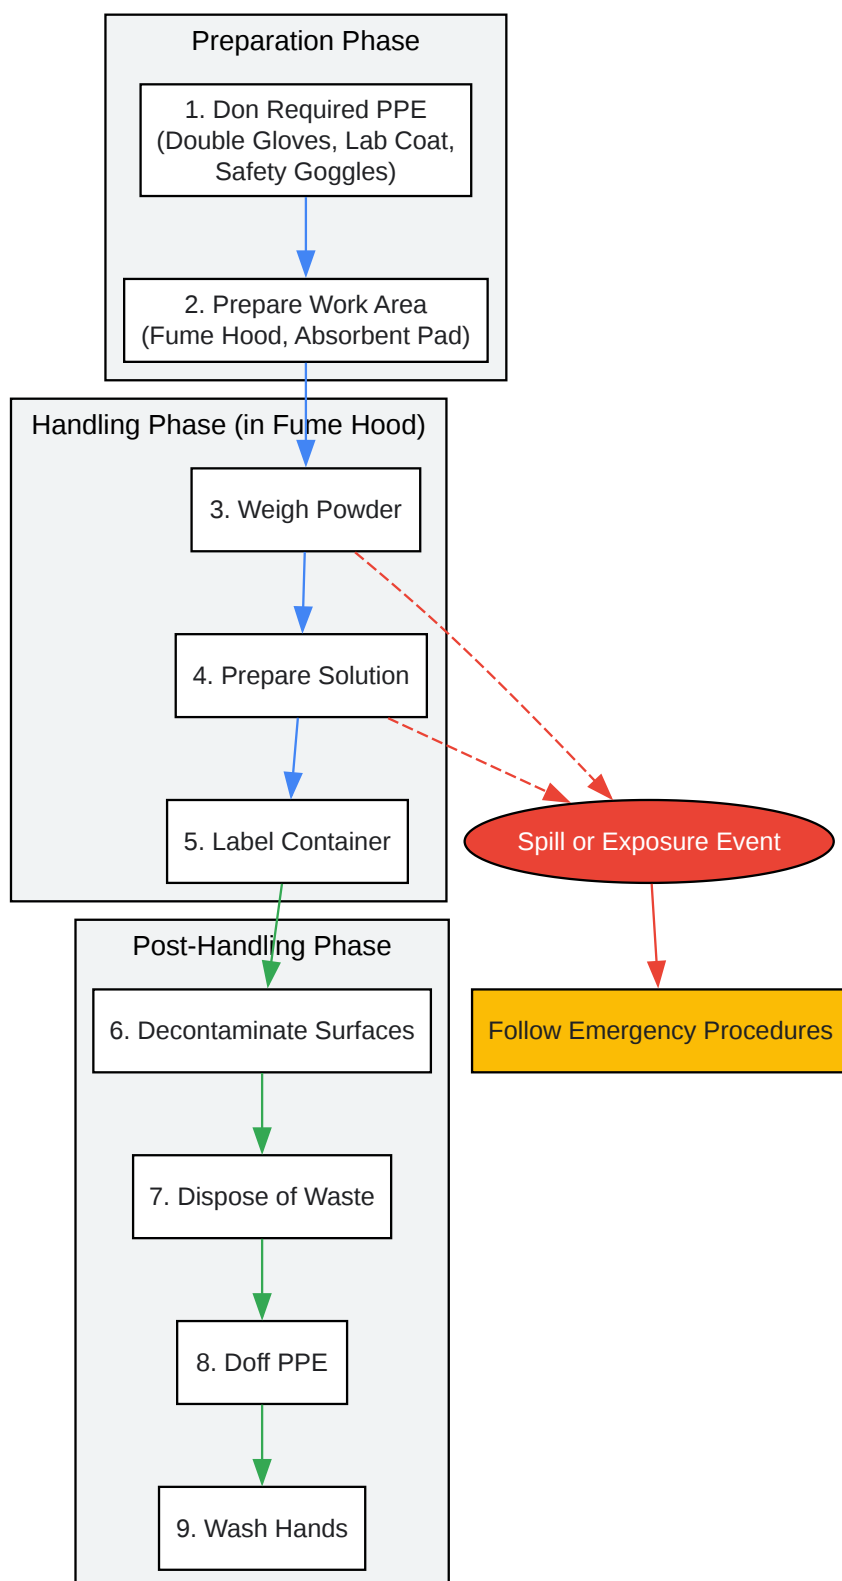 Preparation Phase
1. Don Required PPE
(Double Gloves, Lab Coat,
Safety Goggles)
2. Prepare Work Area
(Fume Hood, Absorbent Pad)
Handling Phase (in Fume Hood)
3. Weigh Powder
4. Prepare Solution
5. Label Container
Spill or Exposure Event
Post-Handling Phase
6. Decontaminate Surfaces
Follow Emergency Procedures
7. Dispose of Waste
8. Doff PPE
9. Wash Hands